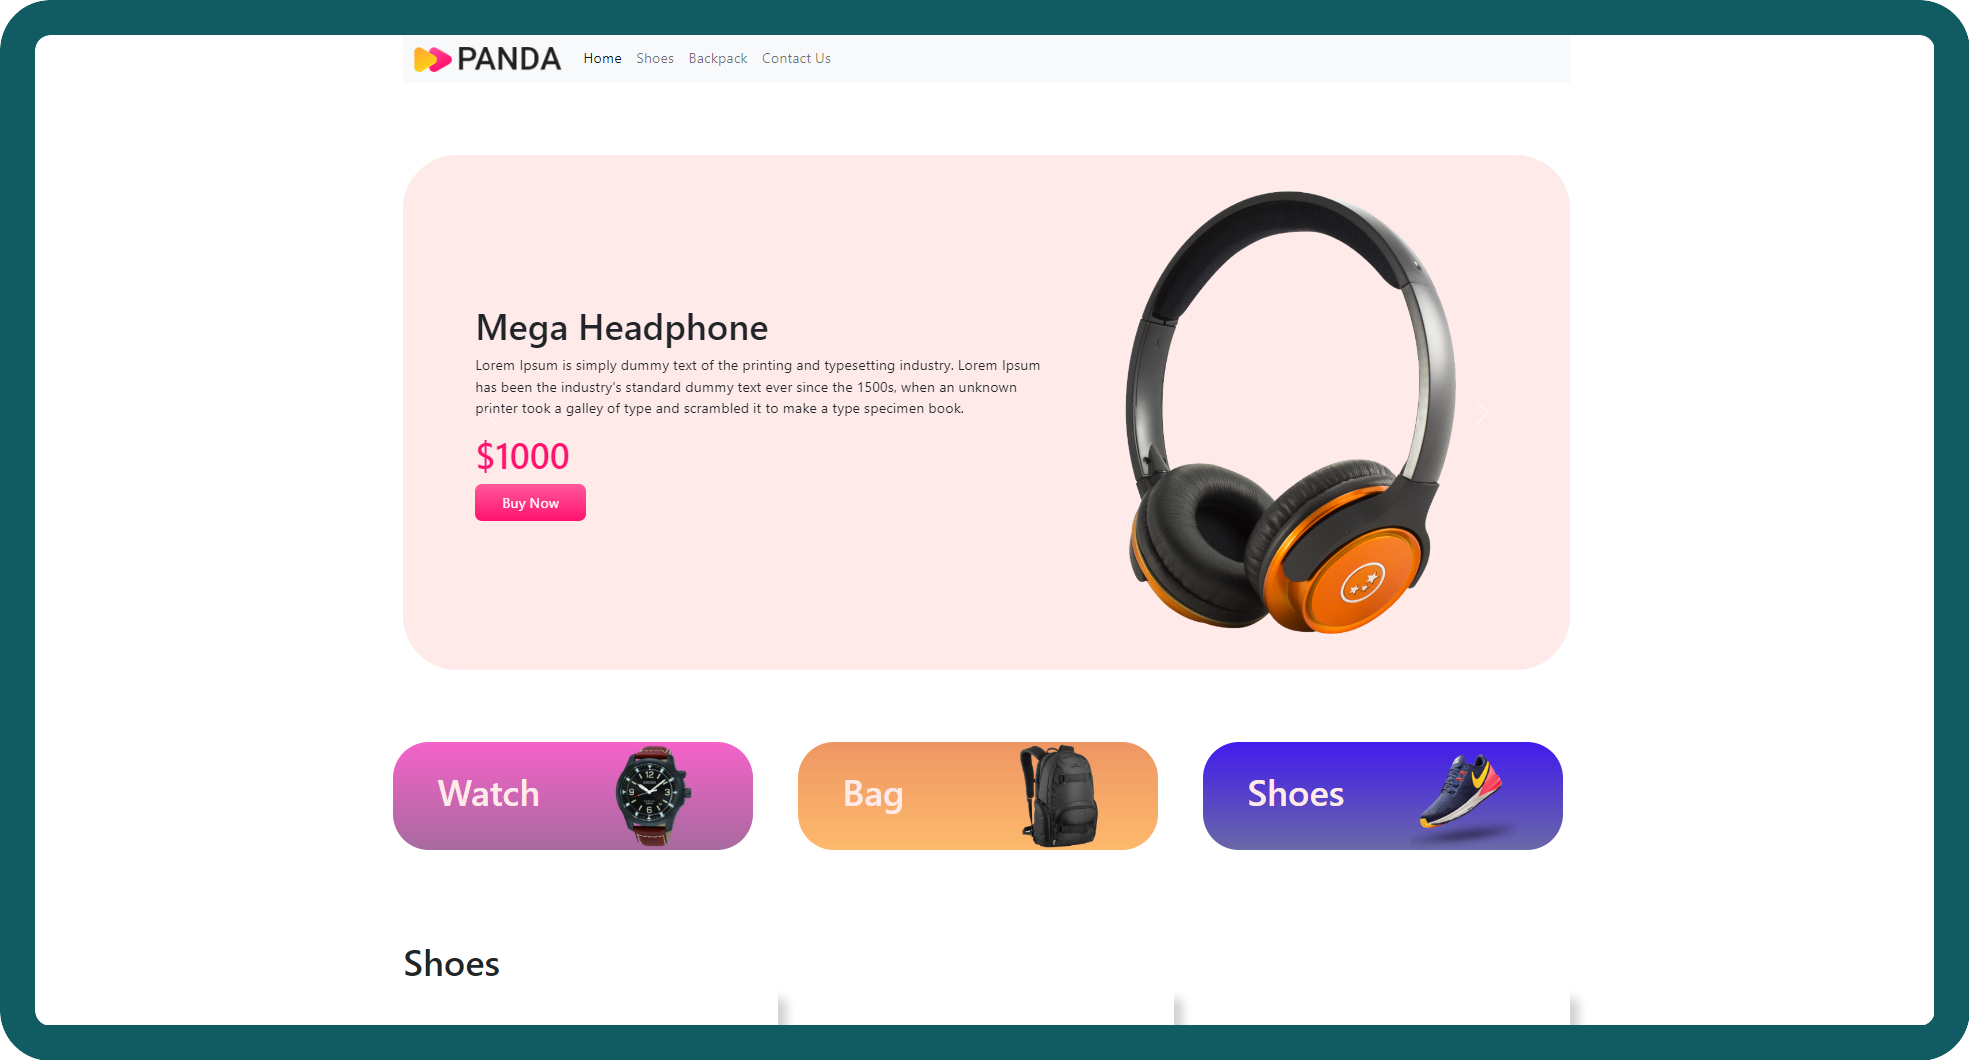 PANDA Home Shoes Backpack Contact Us
Mega Headphone
Lorem Ipsum is simply dummy text of the printing and typesetting industry. Lorem Ipsum
has been the industry's standard dummy text ever since the 1500s, when an unknown
printer took a galley of type and scrambled it to make a type specimen book.
$1000
Buy Now
Watch
Bag
Shoes
Shoes